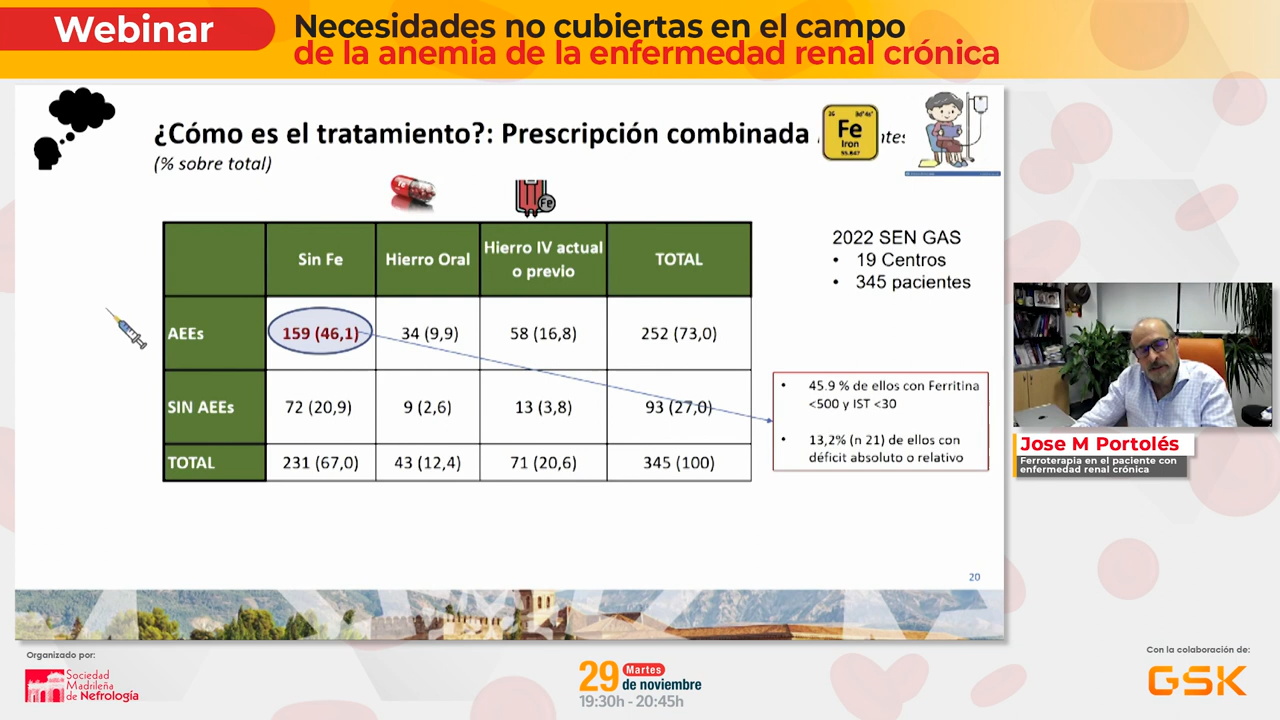 Webinar
Necesidades no cubiertas en el campo
de la anemia de la enfermedad renal crónica
¿Cómo es el tratamiento?: Prescripción combinada
(% sobre total)
Fe
Iron
Fe
Sin Fe
Hierro Oral
Hierro IV actual
o previo
TOTAL
AEEs
159 (46,1)
34 (9,9)
58 (16,8)
252 (73,0)
SIN AEEs
72 (20,9)
9 (2,6)
13 (3,8)
93 (27,0)
TOTAL
231 (67,0)
43 (12,4)
71 (20,6)
345 (100)
2022 SEN GAS
• 19 Centros
• 345 pacientes
• 45.9 % de ellos con Ferritina
<500 y IST <30
• 13,2% (n 21) de ellos con
déficit absoluto o relativo
20
Jose M Portolés
Ferroterapia en el paciente con
enfermedad renal crónica
Organizado por:
Sociedad
Madrileña
de Nefrología
29 Martes
de noviembre
19:30h - 20:45h
Con la colaboración de:
GSK